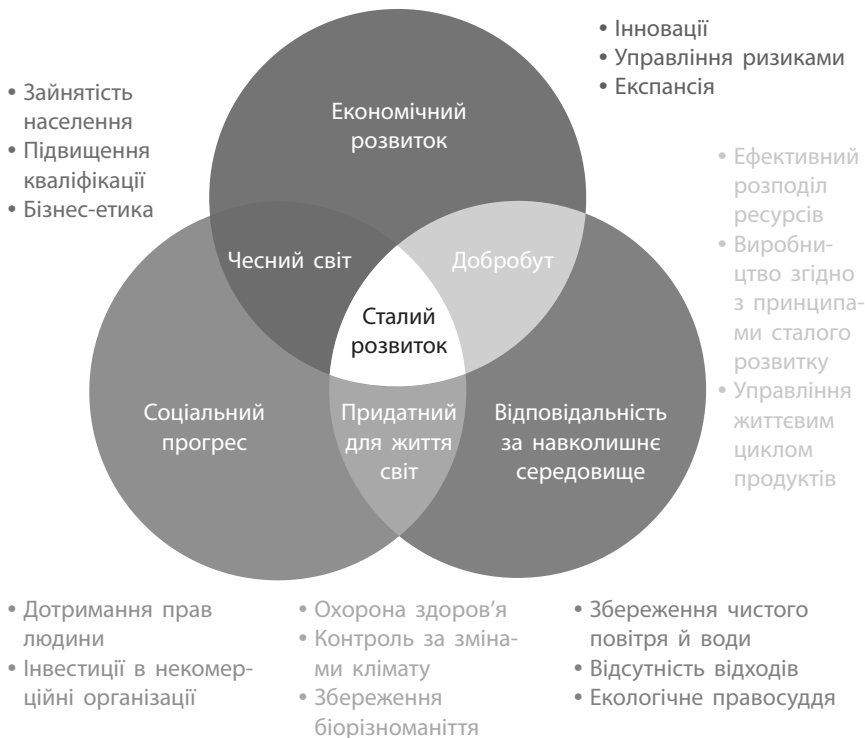 • Інновації
• Управління ризиками
• Експансія
• Зайнятість
населення
• Підвищення
кваліфікації
• Бізнес-етика
Економічний
розвиток
• Ефективний
розподіл
ресурсів
• Виробни-
цтво згідно
з принципа-
ми сталого
розвитку
• Управління
життєвим
циклом
продуктів
Чесний світ
Добробут
Сталий
розвиток
Соціальний
прогрес
Придатний
для життя
світ
Відповідальність
за навколишнє
середовище
• Дотримання прав
людини
• Інвестиції в некомер-
ційні організації
• Охорона здоров’я
• Контроль за зміна-
ми клімату
• Збереження
біорізноманіття
• Збереження чистого
повітря й води
• Відсутність відходів
• Екологічне правосуддя